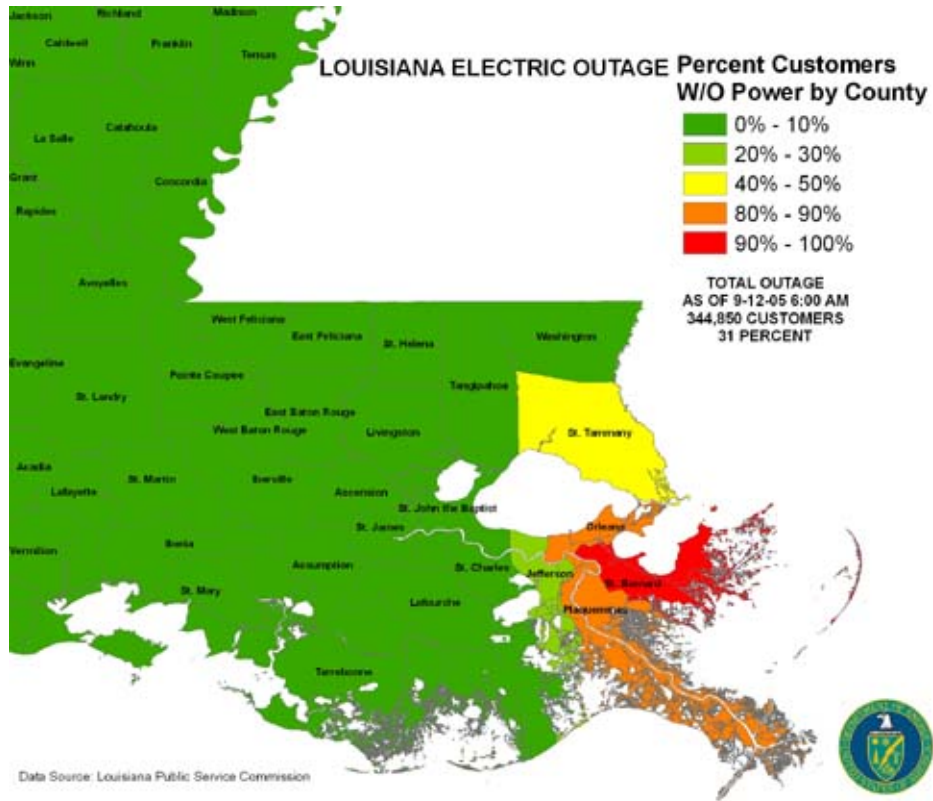 Jackson
Richland
Madison
Caldwell
Franklin
Winn
Tensas
LOUISIANA ELECTRIC OUTAGE
Percent Customers
W/O Power by County
0% - 10%
20% - 30%
40% - 50%
80% - 90%
90% - 100%
TOTAL OUTAGE
AS OF 9-12-05 6:00 AM
344,850 CUSTOMERS
31 PERCENT
La Salle
Catahoula
Grant
Concordia
Rapides
Avoyelles
West Feliciana
East Feliciana
St. Helena
Washington
Evangeline
Pointe Coupee
Tangipahoa
St. Landry
East Baton Rouge
West Baton Rouge
Livingston
St. Tammany
Acadia
Lafayette
St. Martin
Iberville
Ascension
St. John the Baptist
St. James
Orleans
Vermilion
Iberia
Assumption
St. Charles
Jefferson
St. Bernard
St. Mary
Lafourche
Plaquemines
Terrebonne
Data Source: Louisiana Public Service Commission